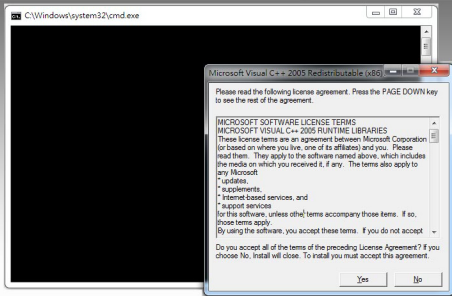 C:\Windows\system32\cmd.exe
Microsoft Visual C++ 2005 Redistributable (x86)
Please read the following license agreement. Press the PAGE DOWN key
to see the rest of the agreement.
MICROSOFT SOFTWARE LICENSE TERMS
MICROSOFT VISUAL C++ 2005 RUNTIME LIBRARIES
These license terms are an agreement between Microsoft Corporation
(or based on where you live, one of its affiliates) and you. Please
read them. They apply to the software named above, which includes
the media on which you received it, if any. The terms also apply to
any Microsoft
* updates,
* supplements,
* Internet-based services, and
* support services
for this software, unless other terms accompany those items. If so,
those terms apply.
By using the software, you accept these terms. If you do not accept
Do you accept all of the terms of the preceding License Agreement? If you
choose No, Install will close. To install you must accept this agreement.
Yes
No